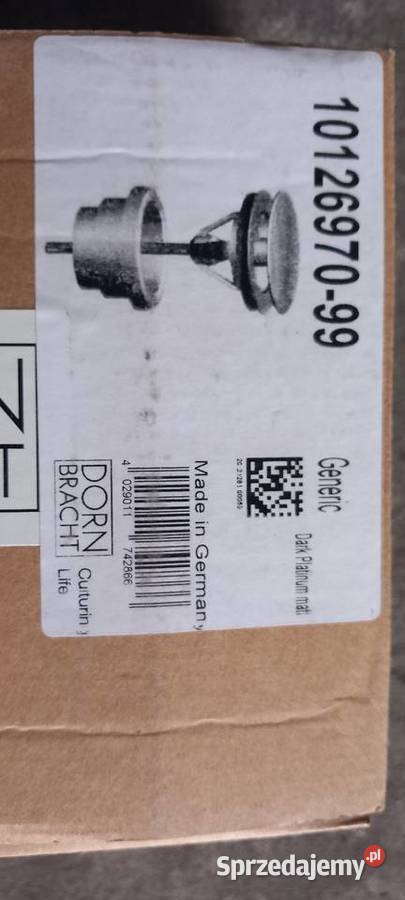 10126970-99
Generic
Dark Platinum matt
Made in Germany
4 029011 742866
DORN
BRACHT
Culturing
Life
Sprzedajemy.pl